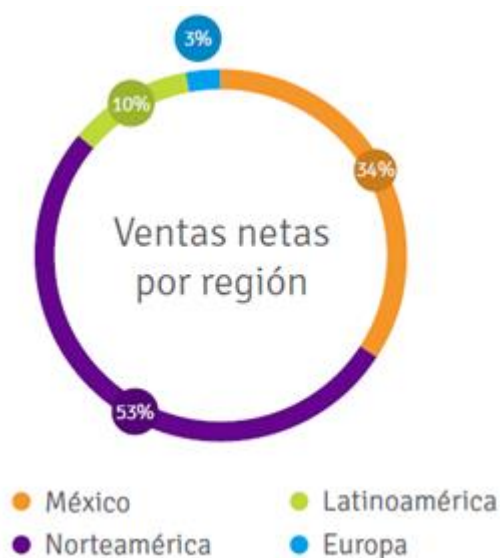 3%
10%
34%
Ventas netas
por región
53%
México
Latinoamérica
Norteamérica
Europa